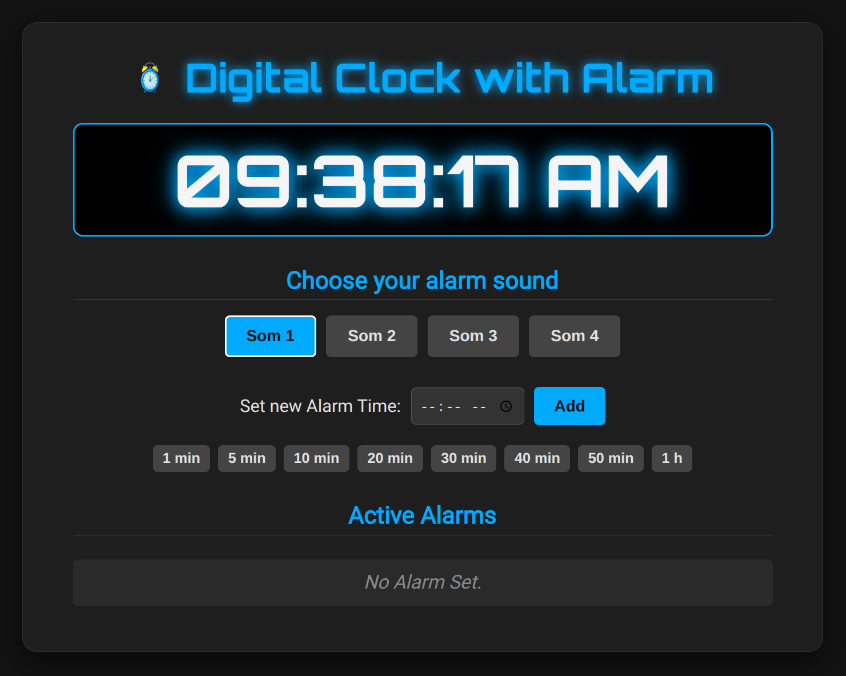 Digital Clock with Alarm
09:38:17 AM
Choose your alarm sound
Som 1 Som 2 Som 3 Som 4
Set new Alarm Time: --:-- -- Add
1 min 5 min 10 min 20 min 30 min 40 min 50 min 1 h
Active Alarms
No Alarm Set.